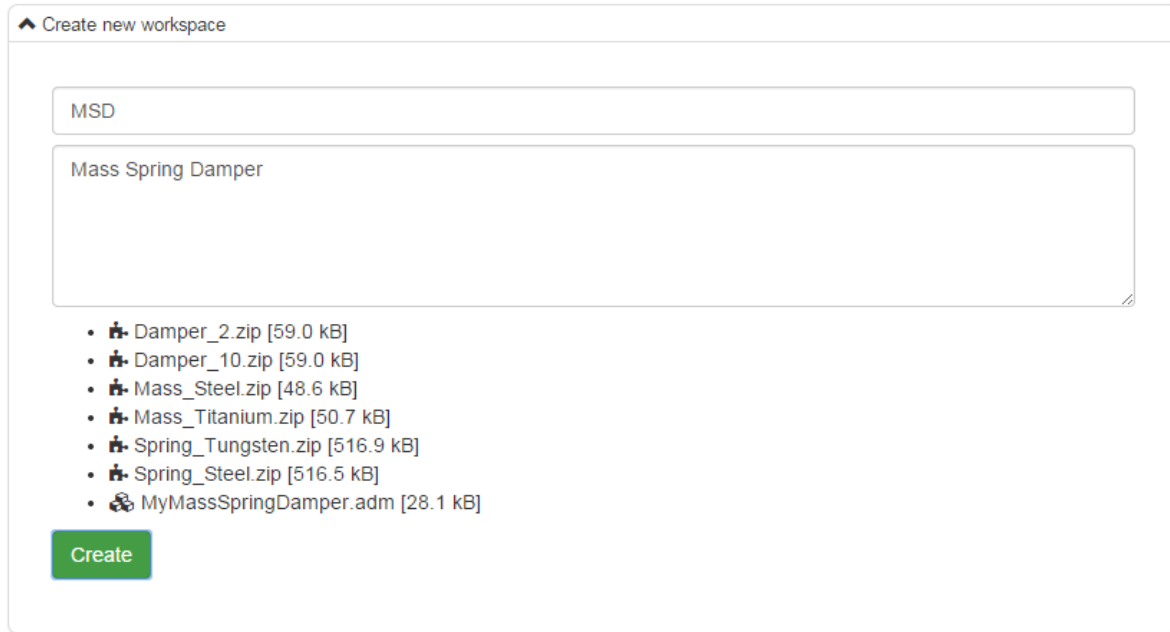 Create new workspace
MSD
Mass Spring Damper
Damper_2.zip [59.0 kB]
Damper_10.zip [59.0 kB]
Mass_Steel.zip [48.6 kB]
Mass_Titanium.zip [50.7 kB]
Spring_Tungsten.zip [516.9 kB]
Spring_Steel.zip [516.5 kB]
MyMassSpringDamper.adm [28.1 kB]
Create